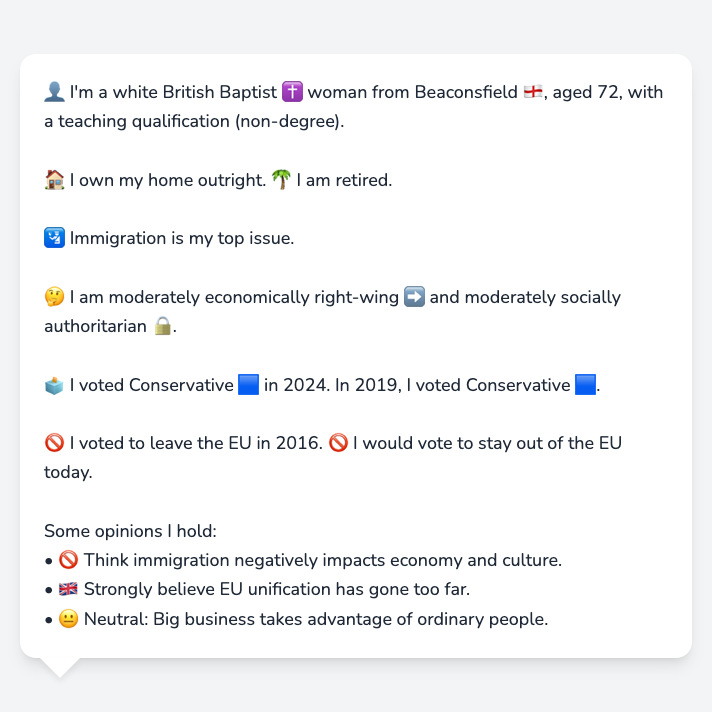 👤 I'm a white British Baptist ✝️ woman from Beaconsfield 🏴󠁧󠁢󠁥󠁮󠁧󠁿, aged 72, with
a teaching qualification (non-degree).
🏠 I own my home outright. 🌴 I am retired.
🛂 Immigration is my top issue.
🤔 I am moderately economically right-wing ➡️ and moderately socially
authoritarian 🔒.
🗳️ I voted Conservative 🟦 in 2024. In 2019, I voted Conservative 🟦.
🚫 I voted to leave the EU in 2016. 🚫 I would vote to stay out of the EU
today.
Some opinions I hold:
• 🚫 Think immigration negatively impacts economy and culture.
• 🇬🇧 Strongly believe EU unification has gone too far.
• 😐 Neutral: Big business takes advantage of ordinary people.